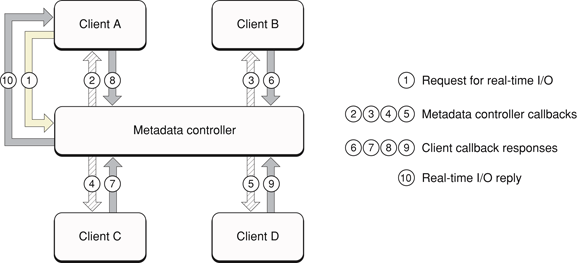 Client A
Client B
10
1
2
8
3
6
1 Request for real-time I/O
Metadata controller
2 3 4 5 Metadata controller callbacks
6 7 8 9 Client callback responses
4
7
5
9
10 Real-time I/O reply
Client C
Client D